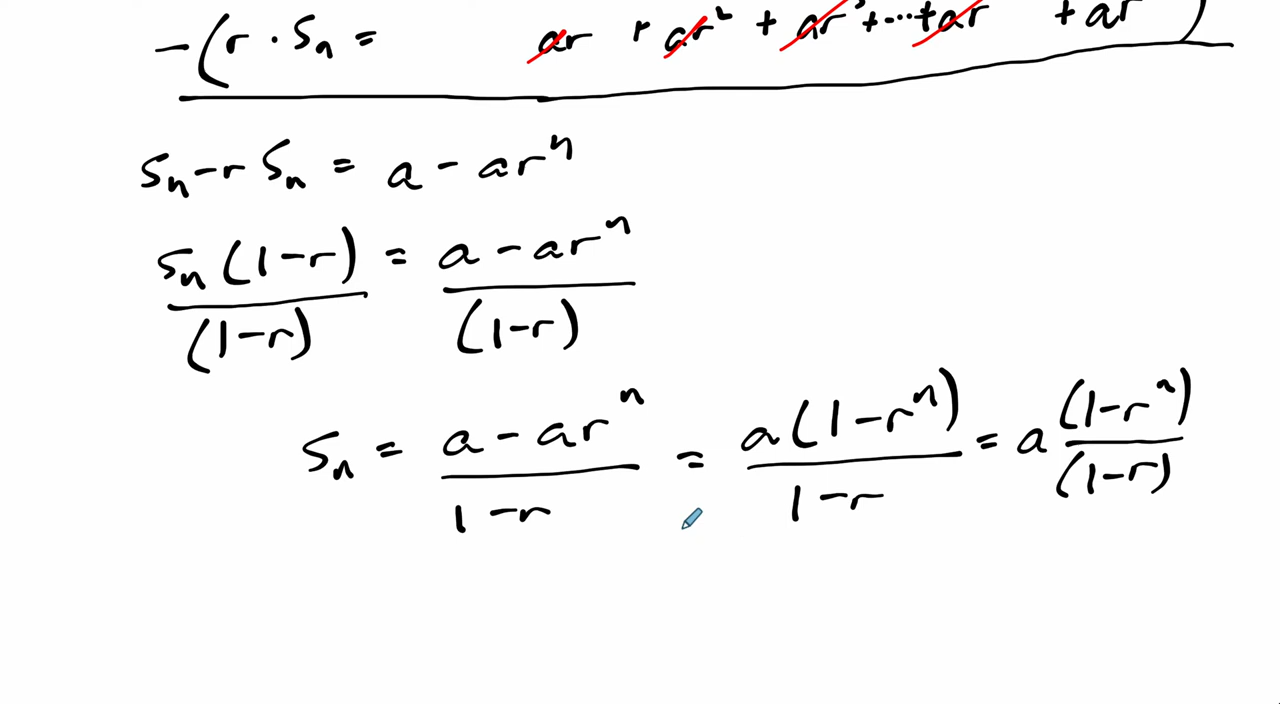 -(r · Sn = ar + ar² + ar³ + ... + ar + ar )
Sn - r Sn = a - arⁿ
Sn (1-r) / (1-r) = a - arⁿ / (1-r)
Sn = a - arⁿ / 1-r = a(1-rⁿ) / 1-r = a (1-rⁿ) / (1-r)